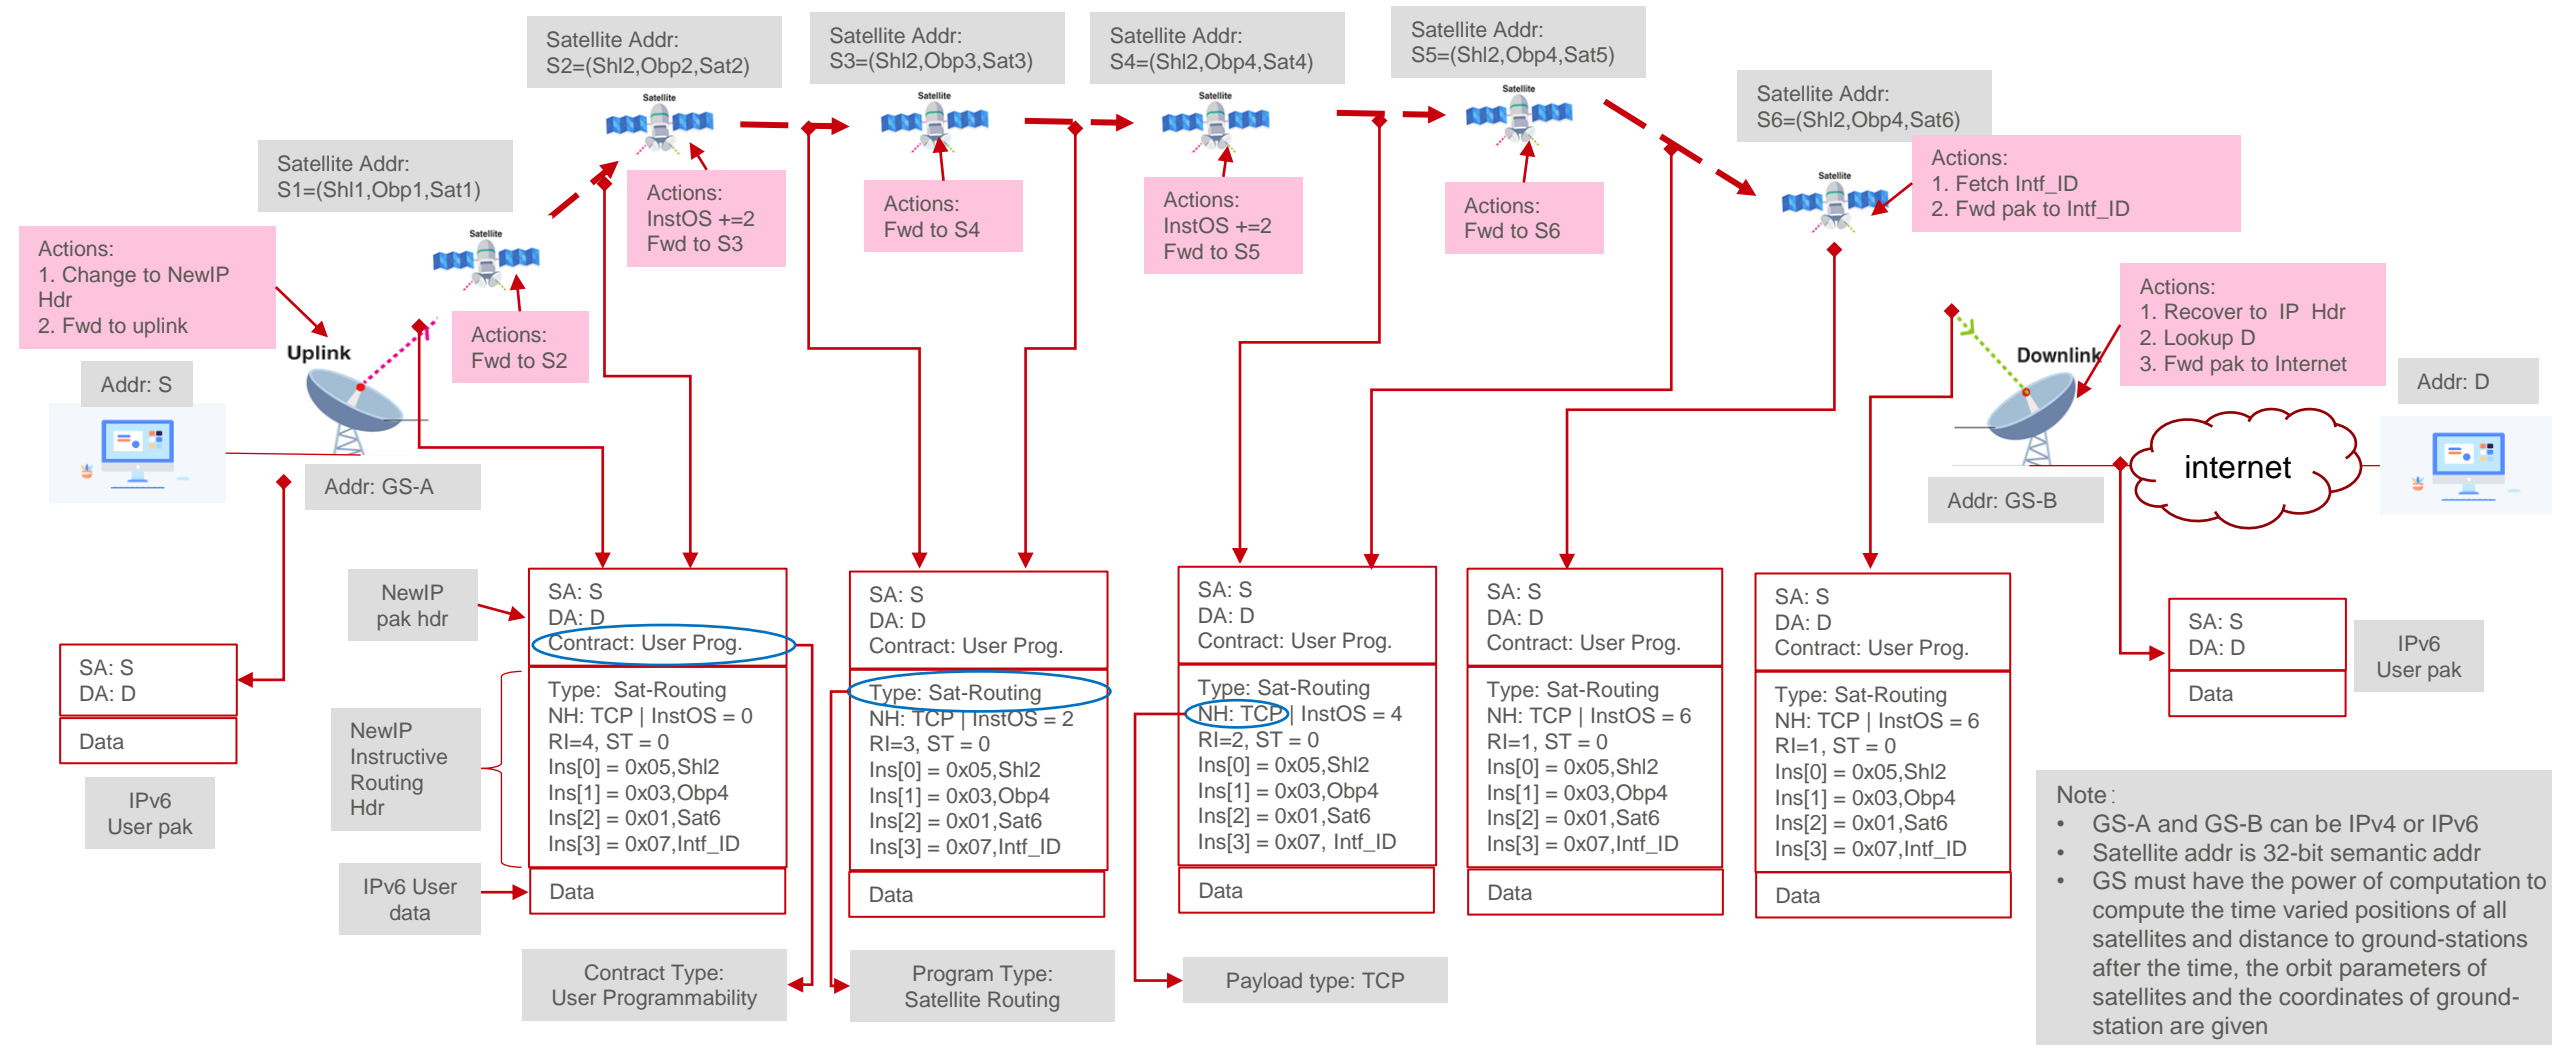 Satellite Addr:
S1=(Shl1,Obp1,Sat1)
Satellite Addr:
S2=(Shl2,Obp2,Sat2)
Satellite Addr:
S3=(Shl2,Obp3,Sat3)
Satellite Addr:
S4=(Shl2,Obp4,Sat4)
Satellite Addr:
S5=(Shl2,Obp4,Sat5)
Satellite Addr:
S6=(Shl2,Obp4,Sat6)
Satellite
Satellite
Satellite
Satellite
Satellite
Satellite
Actions:
1. Change to NewIP
Hdr
2. Fwd to uplink
Actions:
Fwd to S2
Actions:
InstOS +=2
Fwd to S3
Actions:
Fwd to S4
Actions:
InstOS +=2
Fwd to S5
Actions:
Fwd to S6
Actions:
1. Fetch Intf_ID
2. Fwd pak to Intf_ID
Actions:
1. Recover to IP Hdr
2. Lookup D
3. Fwd pak to Internet
Uplink
Downlink
Addr: S
Addr: GS-A
Addr: GS-B
internet
Addr: D
SA: S
DA: D
Data
IPv6
User pak
NewIP
pak hdr
NewIP
Instructive
Routing
Hdr
IPv6 User
data
SA: S
DA: D
Contract: User Prog.
Type: Sat-Routing
NH: TCP | InstOS = 0
RI=4, ST = 0
Ins[0] = 0x05,Shl2
Ins[1] = 0x03,Obp4
Ins[2] = 0x01,Sat6
Ins[3] = 0x07,Intf_ID
Data
SA: S
DA: D
Contract: User Prog.
Type: Sat-Routing
NH: TCP | InstOS = 2
RI=3, ST = 0
Ins[0] = 0x05,Shl2
Ins[1] = 0x03,Obp4
Ins[2] = 0x01,Sat6
Ins[3] = 0x07,Intf_ID
Data
SA: S
DA: D
Contract: User Prog.
Type: Sat-Routing
NH: TCP | InstOS = 4
RI=2, ST = 0
Ins[0] = 0x05,Shl2
Ins[1] = 0x03,Obp4
Ins[2] = 0x01,Sat6
Ins[3] = 0x07, Intf_ID
Data
SA: S
DA: D
Contract: User Prog.
Type: Sat-Routing
NH: TCP | InstOS = 6
RI=1, ST = 0
Ins[0] = 0x05,Shl2
Ins[1] = 0x03,Obp4
Ins[2] = 0x01,Sat6
Ins[3] = 0x07,Intf_ID
Data
SA: S
DA: D
Contract: User Prog.
Type: Sat-Routing
NH: TCP | InstOS = 6
RI=1, ST = 0
Ins[0] = 0x05,Shl2
Ins[1] = 0x03,Obp4
Ins[2] = 0x01,Sat6
Ins[3] = 0x07,Intf_ID
Data
SA: S
DA: D
Data
IPv6
User pak
Contract Type:
User Programmability
Program Type:
Satellite Routing
Payload type: TCP
Note:
• GS-A and GS-B can be IPv4 or IPv6
• Satellite addr is 32-bit semantic addr
• GS must have the power of computation to
compute the time varied positions of all
satellites and distance to ground-stations
after the time, the orbit parameters of
satellites and the coordinates of ground-
station are given